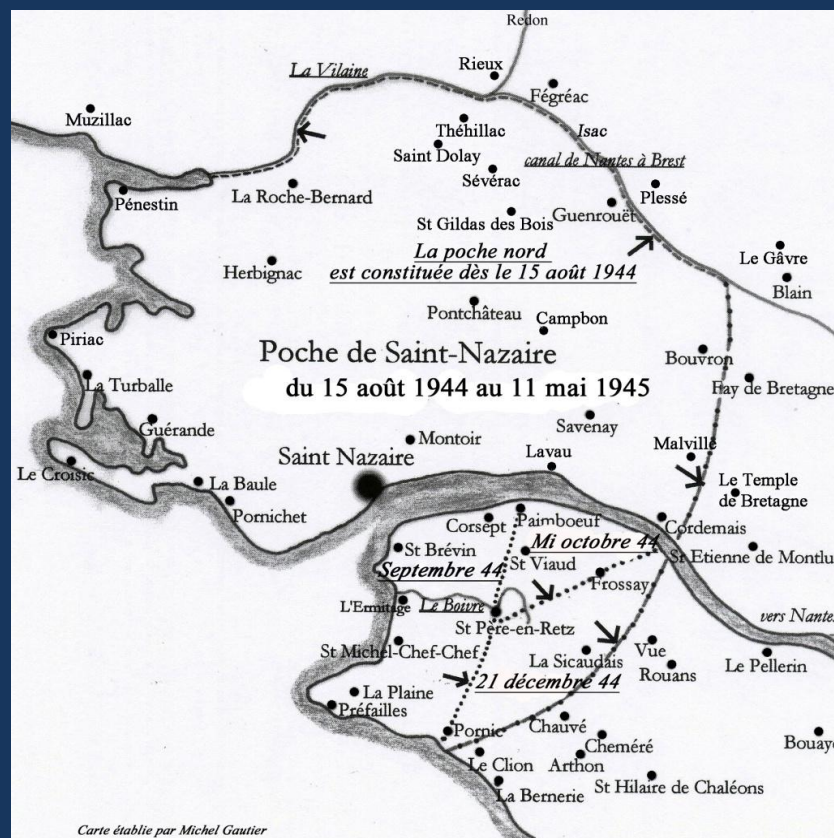 Redon
La Vilaine
Rieux
Fégréac
Muzillac
Théhillac
Isac
Saint Dolay
canal de Nantes à Brest
Sévérac
Plessé
La Roche-Bernard
Pénestin
Guenrouët
St Gildas des Bois
La poche nord
est constituée dès le 15 août 1944
Le Gâvre
Herbignac
Blain
Pontchâteau
Campbon
Piriac
Poche de Saint-Nazaire
Bouvron
du 15 août 1944 au 11 mai 1945
La Turballe
Fay de Bretagne
Guérande
Savenay
Montoir
Malville
Saint Nazaire
Lavau
Le Croisic
La Baule
Le Temple
de Bretagne
Pornichet
Paimboeuf
Corsept
Cordemais
Mi octobre 44
St Brévin
St Etienne de Montlu
St Viaud
Septembre 44
Frossay
L'Ermitage
Le Boivre
vers Nantes
St Père-en-Retz
St Michel-Chef-Chef
La Sicaudais
Vue
Rouans
Le Pellerin
21 décembre 44
La Plaine
Préfailles
Chauvé
Pornic
Cheméré
Bouaye
Le Clion
Arthon
La Bernerie
St Hilaire de Chaléons
Carte établie par Michel Gautier